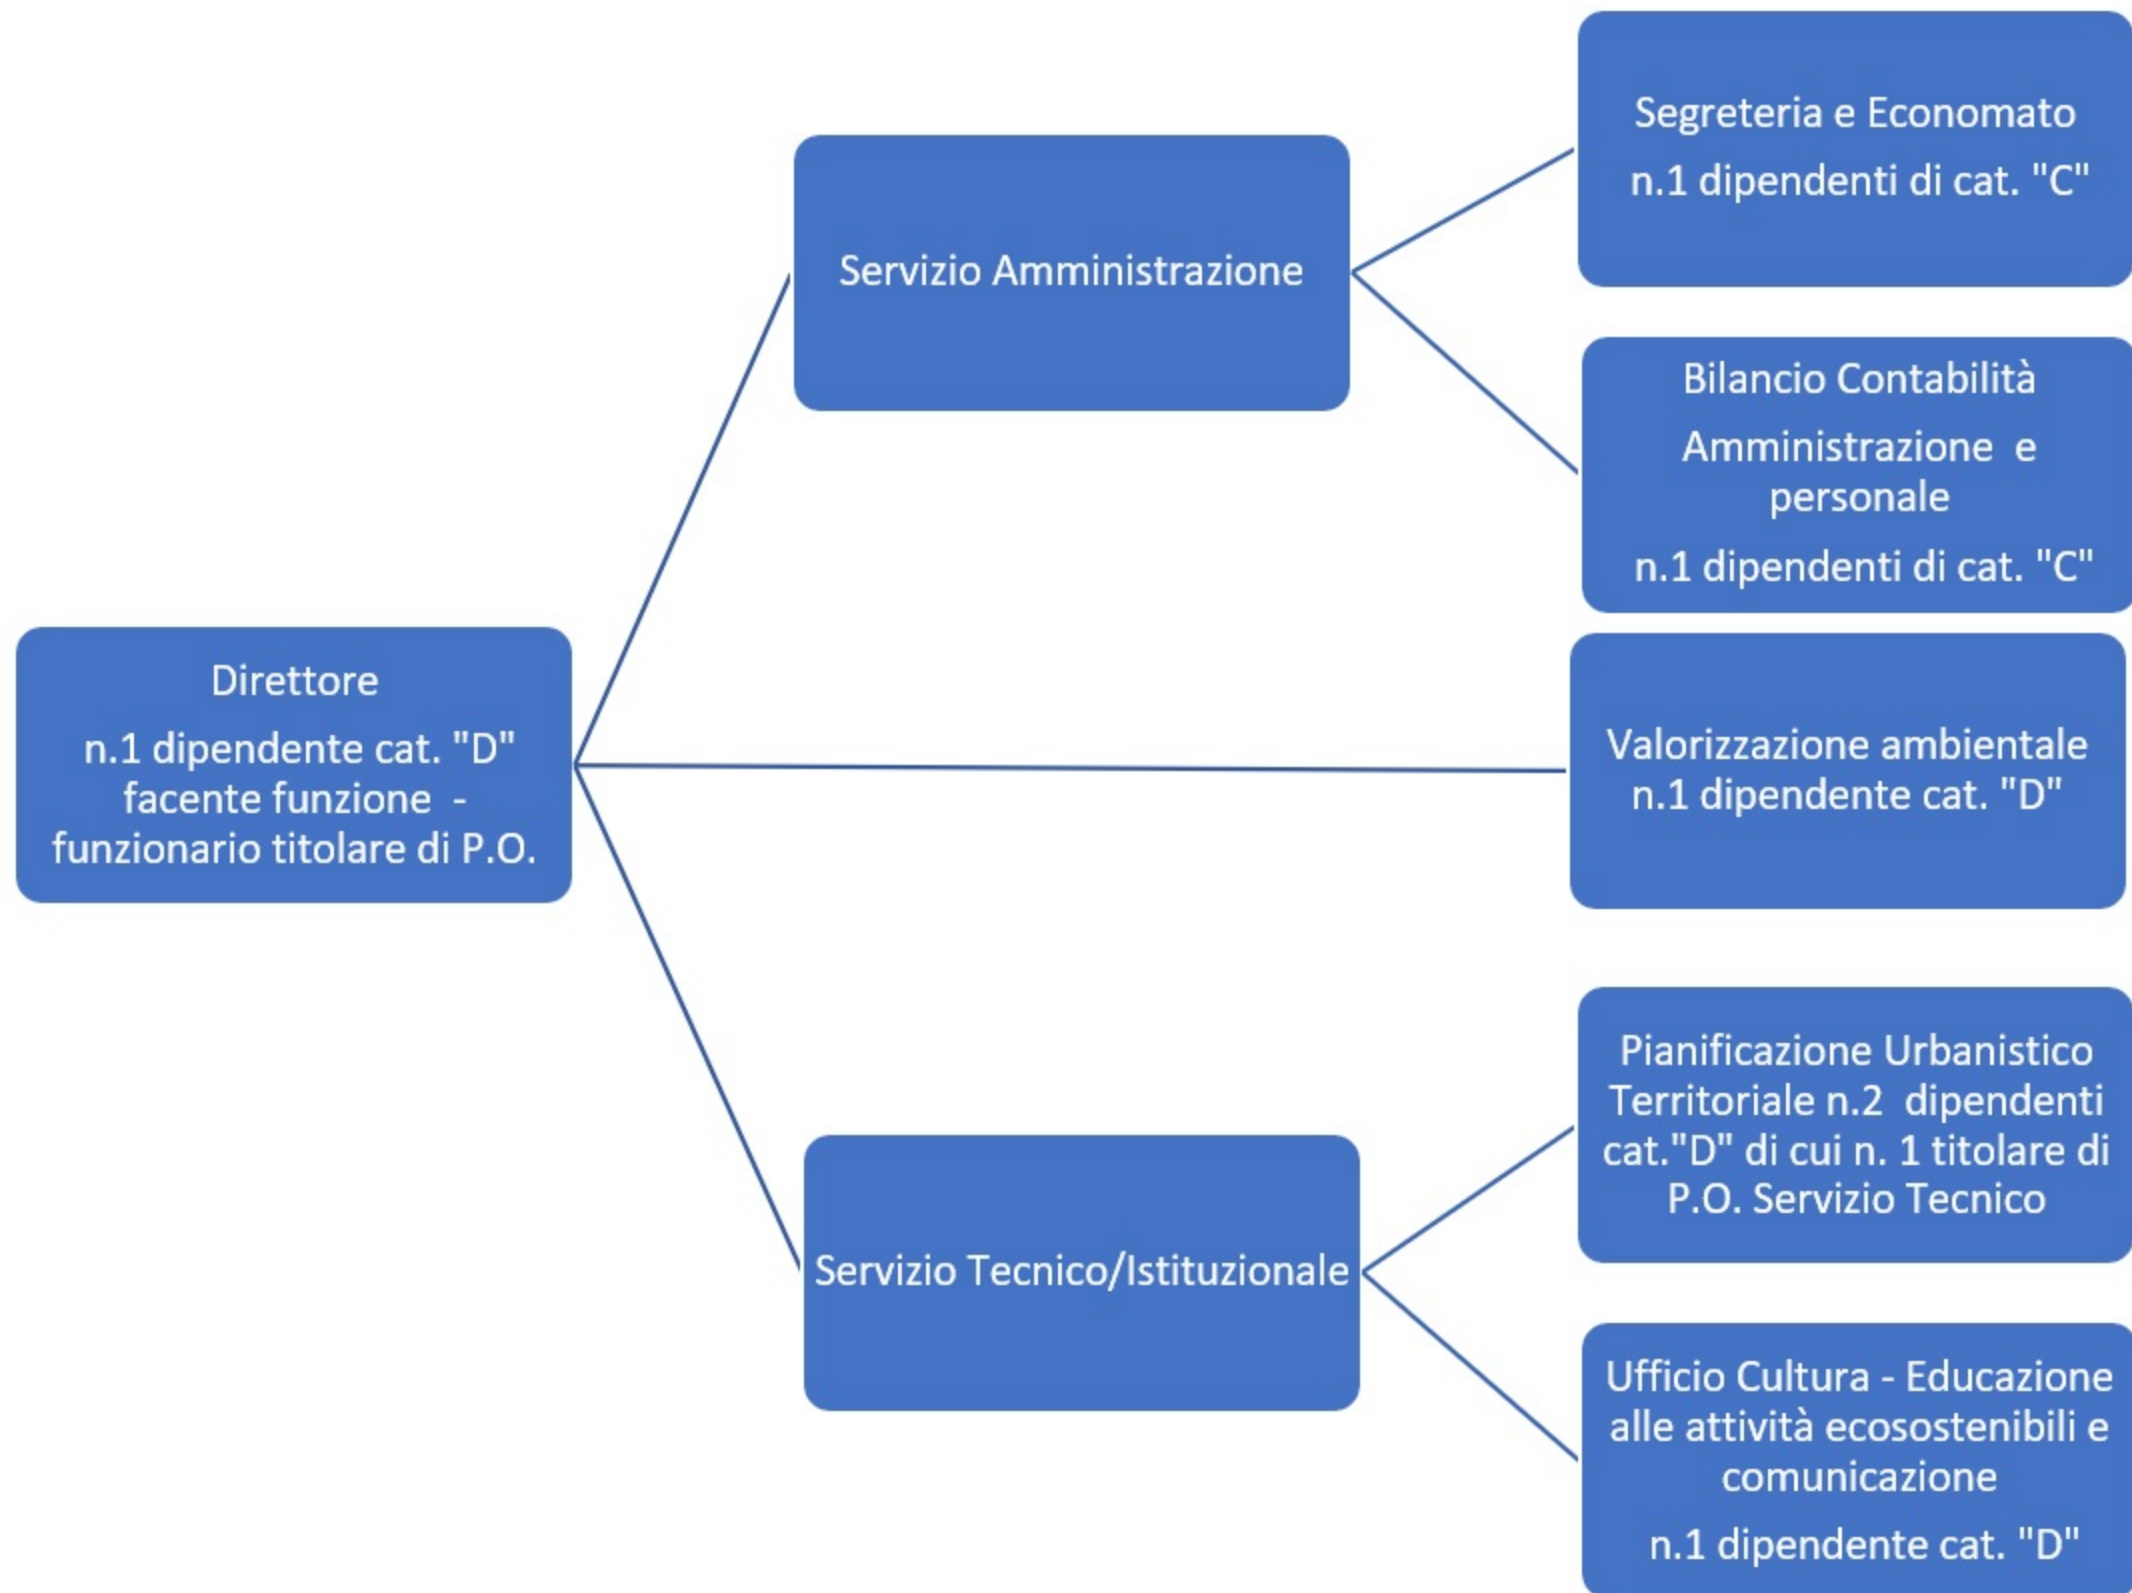 Direttore
n.1 dipendente cat. "D"
facente funzione -
funzionario titolare di P.O.
Servizio Amministrazione
Segreteria e Economato
n.1 dipendenti di cat. "C"
Bilancio Contabilità
Amministrazione e
personale
n.1 dipendenti di cat. "C"
Valorizzazione ambientale
n.1 dipendente cat. "D"
Servizio Tecnico/Istituzionale
Pianificazione Urbanistico
Territoriale n.2 dipendenti
cat."D" di cui n. 1 titolare di
P.O. Servizio Tecnico
Ufficio Cultura - Educazione
alle attività ecosostenibili e
comunicazione
n.1 dipendente cat. "D"